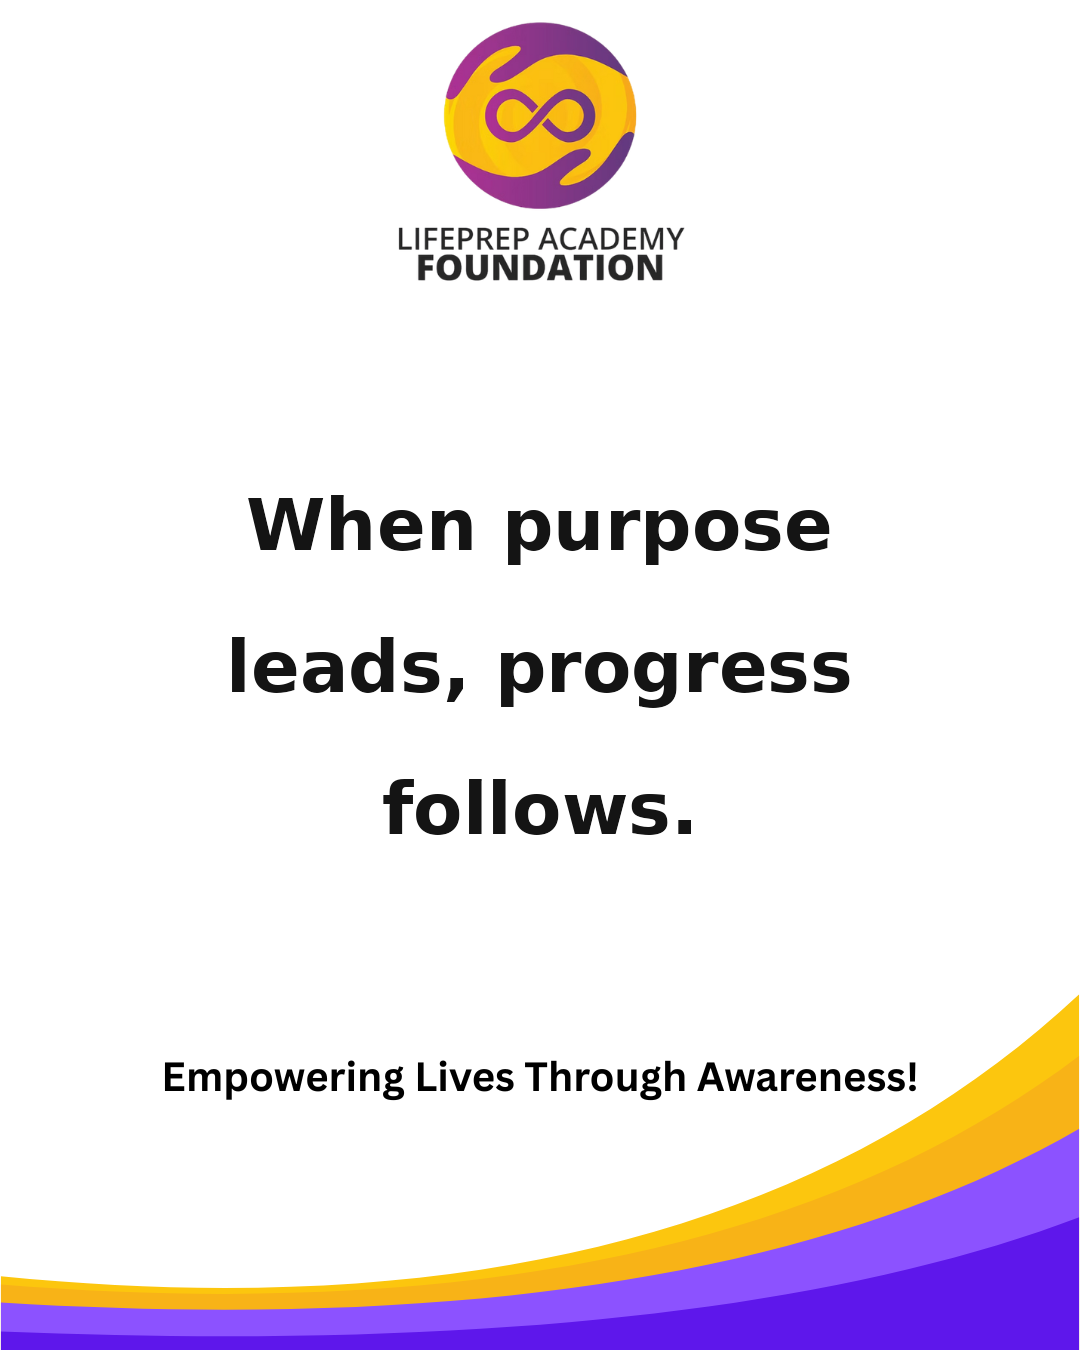 LIFEPREP ACADEMY
FOUNDATION
When purpose
leads, progress
follows.
Empowering Lives Through Awareness!